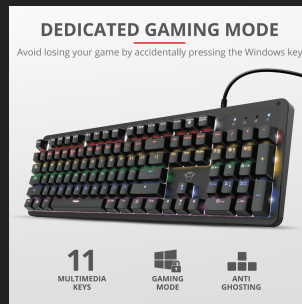 DEDICATED GAMING MODE
Avoid losing your game by accidentally pressing the Windows key
11
MULTIMEDIA
KEYS
GAMING
MODE
ANTI
GHOSTING